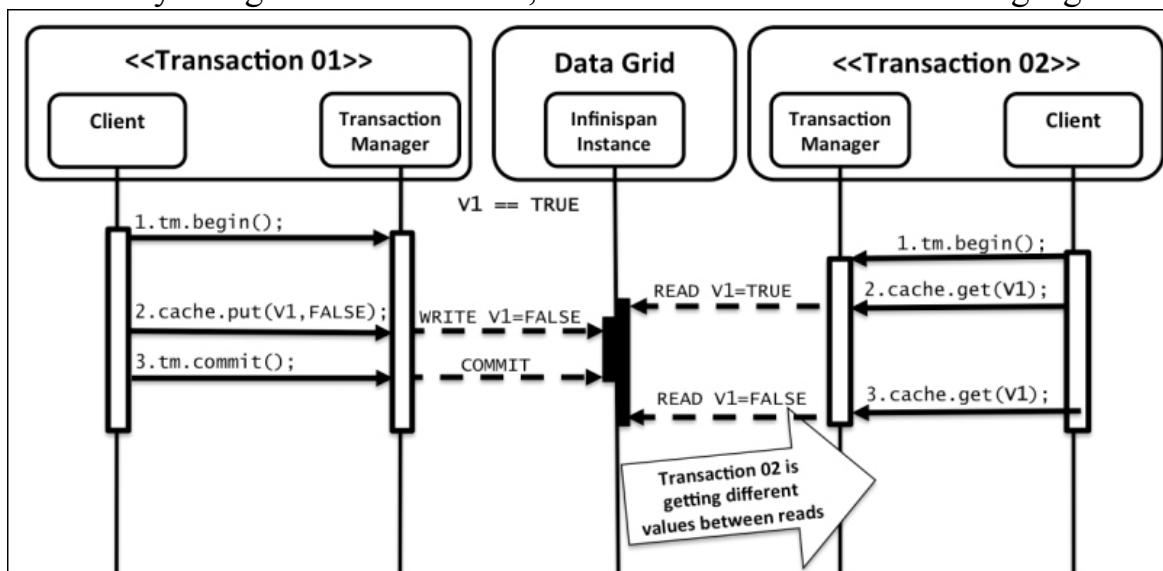 <<Transaction 01>>
Data Grid
<<Transaction 02>>
Client
Transaction
Manager
Infinispan
Instance
Transaction
Manager
Client
V1 == TRUE
1.tm.begin();
1.tm.begin();
READ V1=TRUE
2.cache.get(V1);
2.cache.put(V1,FALSE);
WRITE V1=FALSE
3.tm.commit();
COMMIT
READ V1=FALSE
3.cache.get(V1);
Transaction 02 is
getting different
values between reads